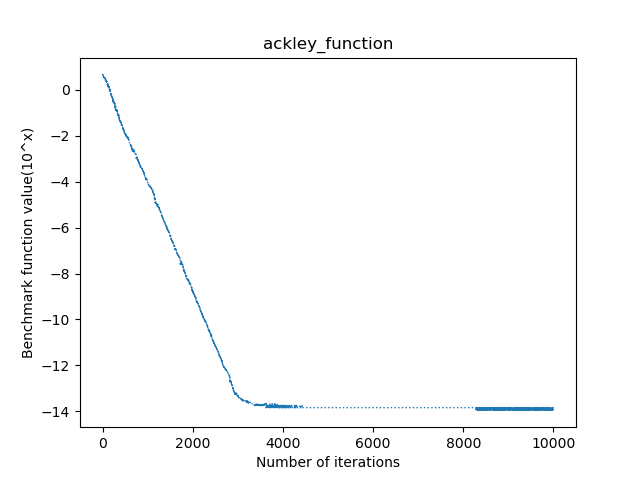 ackley_function
Benchmark function value(10^x)
0
−2
−4
−6
−8
−10
−12
−14
0 2000 4000 6000 8000 10000
Number of iterations